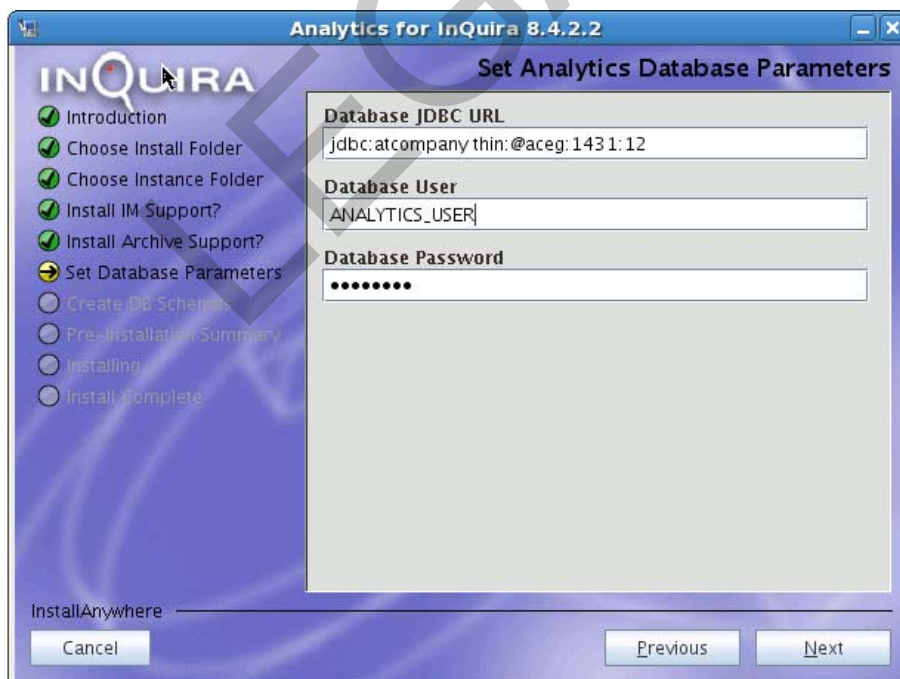 Analytics for InQuira 8.4.2.2
INQUIRA
Set Analytics Database Parameters
Introduction
Choose Install Folder
Choose Instance Folder
Install IM Support?
Install Archive Support?
Set Database Parameters
Create DB Schemas
Pre-Installation Summary
Installing
Install Complete
Database JDBC URL
jdbc:atcompany thin:@aceg:1431:12
Database User
ANALYTICS_USER
Database Password
••••••••
InstallAnywhere
Cancel
Previous
Next